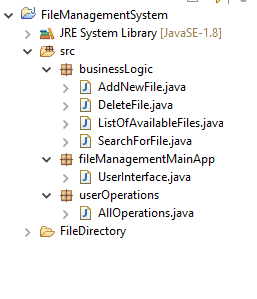 FileManagementSystem
JRE System Library [JavaSE-1.8]
src
businessLogic
AddNewFile.java
DeleteFile.java
ListOfAvailableFiles.java
SearchForFile.java
fileManagementMainApp
UserInterface.java
userOperations
AllOperations.java
FileDirectory